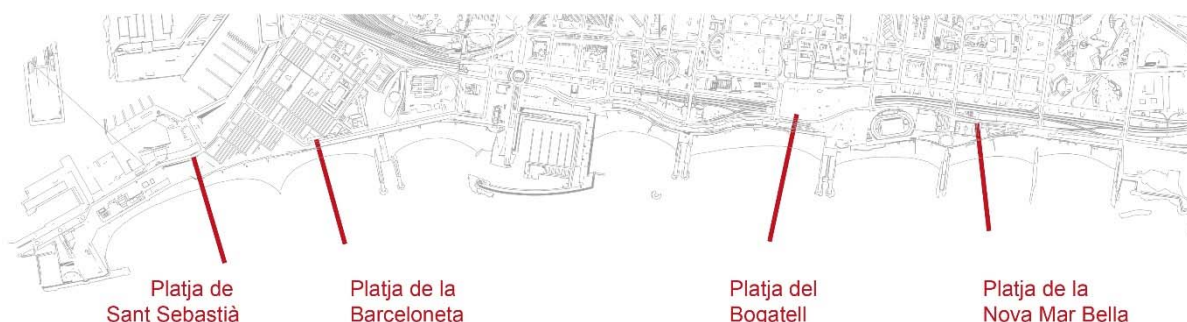 Platja de
Sant Sebastià
Platja de la
Barceloneta
Platja del
Bogatell
Platja de la
Nova Mar Bella